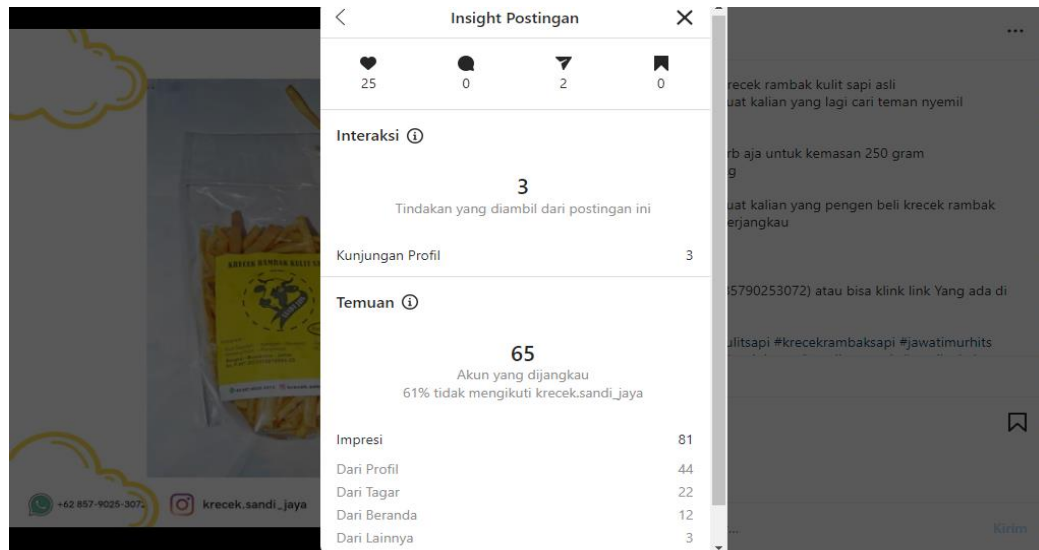 Insight Postingan
25
0
2
0
Interaksi
3
Tindakan yang diambil dari postingan ini
Kunjungan Profil 3
Temuan
65
Akun yang dijangkau
61% tidak mengikuti krecek.sandi_jaya
Impresi 81
Dari Profil 44
Dari Tagar 22
Dari Beranda 12
Dari Lainnya 3
KRECEK RAMBAK KULIT
+62 857-9025-307
krecek.sandi_jaya
recek rambak kulit sapi asli
uat kalian yang lagi cari teman nyemil
rb aja untuk kemasan 250 gram
g
uat kalian yang pengen beli krecek rambak
erjangkau
85790253072) atau bisa klink link Yang ada di
ulitsapi #krecekrambaksapi #jawatimurhits
...
Kirim